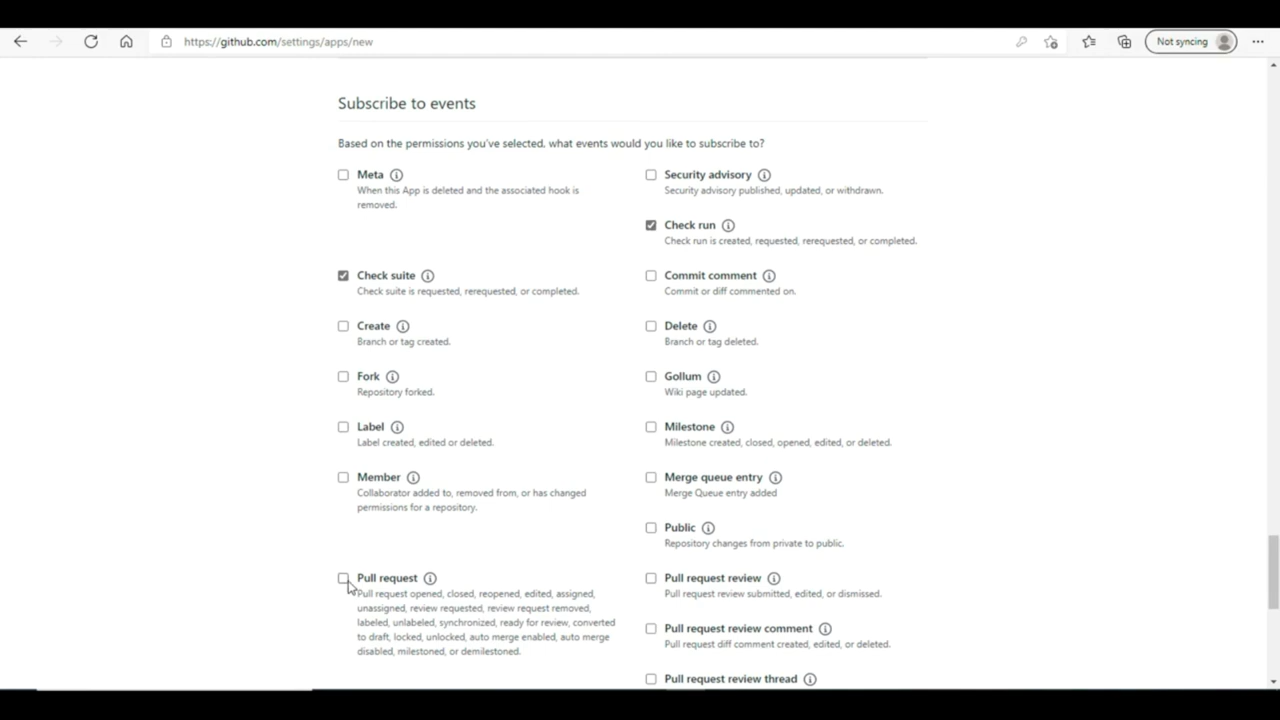 https://github.com/settings/apps/new
Not syncing
Subscribe to events
Based on the permissions you've selected, what events would you like to subscribe to?
Meta
When this App is deleted and the associated hook is
removed.
Security advisory
Security advisory published, updated, or withdrawn.
Check run
Check run is created, requested, rerequested, or completed.
Check suite
Check suite is requested, rerequested, or completed.
Commit comment
Commit or diff commented on.
Create
Branch or tag created.
Delete
Branch or tag deleted.
Fork
Repository forked.
Gollum
Wiki page updated.
Label
Label created, edited or deleted.
Milestone
Milestone created, closed, opened, edited, or deleted.
Member
Collaborator added to, removed from, or has changed
permissions for a repository.
Merge queue entry
Merge Queue entry added
Public
Repository changes from private to public.
Pull request
Pull request opened, closed, reopened, edited, assigned,
unassigned, review requested, review request removed,
labeled, unlabeled, synchronized, ready for review, converted
to draft, locked, unlocked, auto merge enabled, auto merge
disabled, milestoned, or demilestoned.
Pull request review
Pull request review submitted, edited, or dismissed.
Pull request review comment
Pull request diff comment created, edited, or deleted.
Pull request review thread